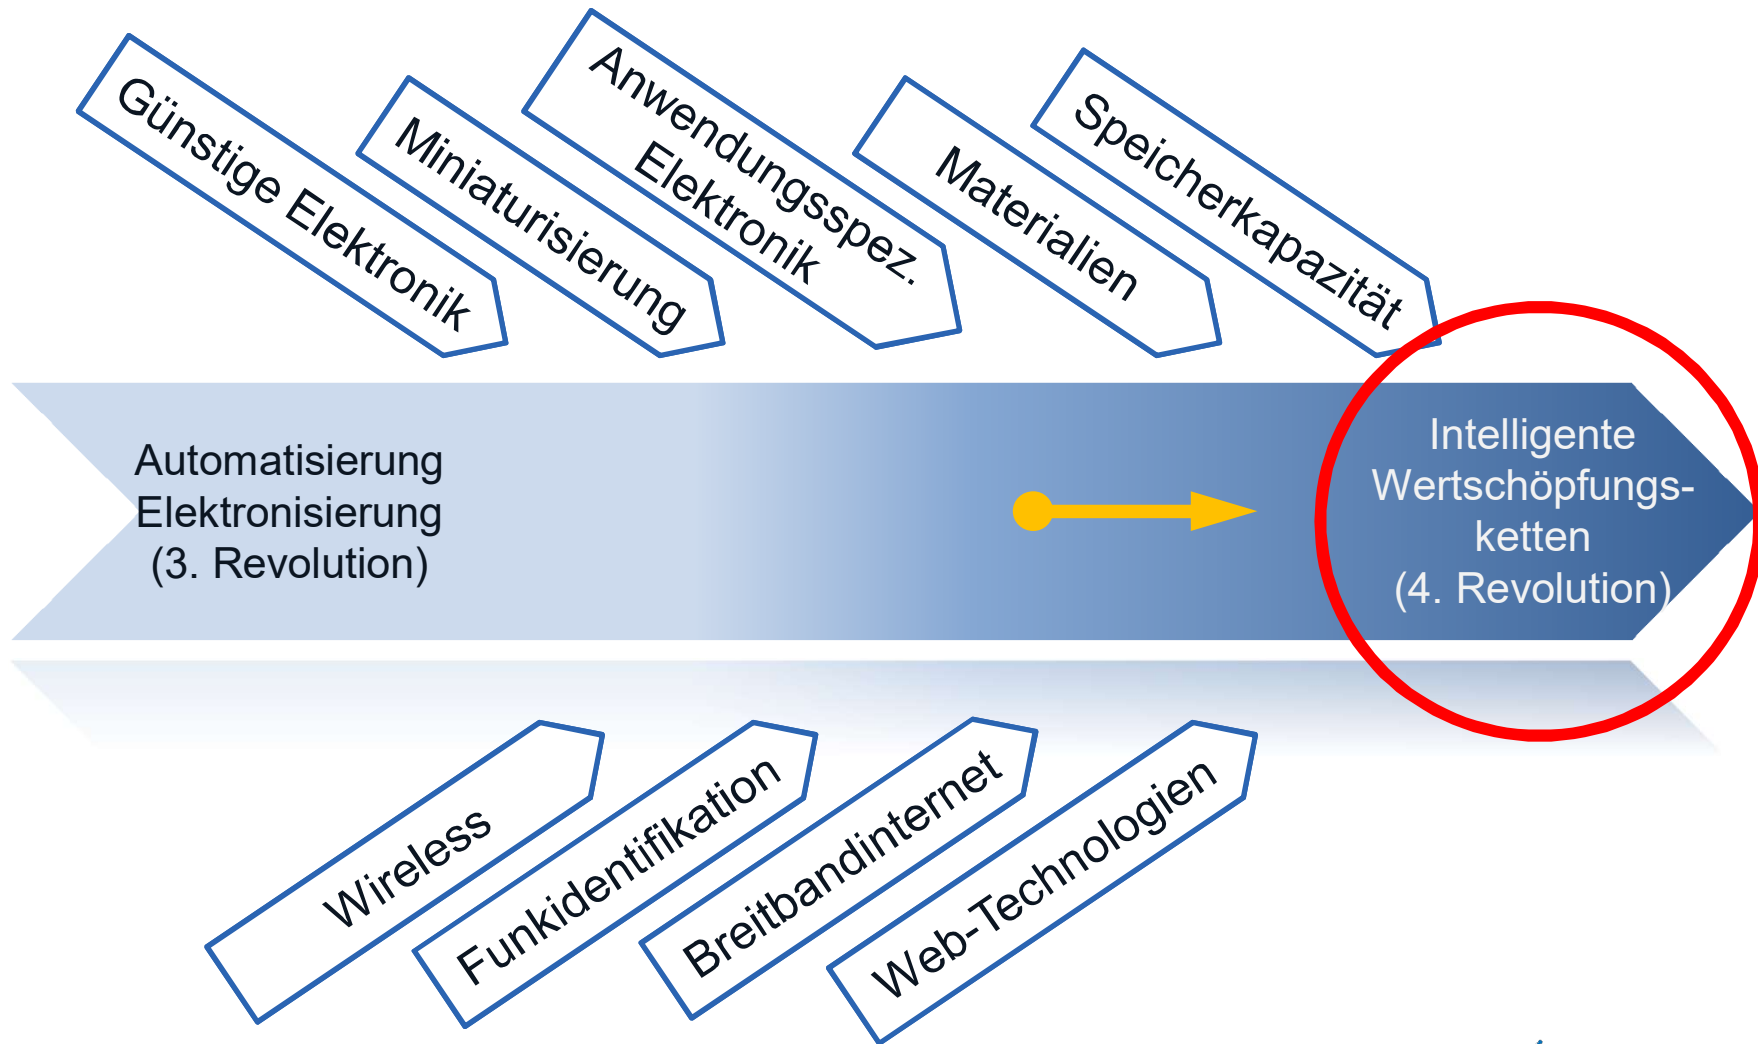 Günstige Elektronik
Miniaturisierung
Anwendungsspez.
Elektronik
Materialien
Speicherkapazität
Automatisierung
Elektronisierung
(3. Revolution)
Intelligente
Wertschöpfungs-
ketten
(4. Revolution)
Wireless
Funkidentifikation
Breitbandinternet
Web-Technologien